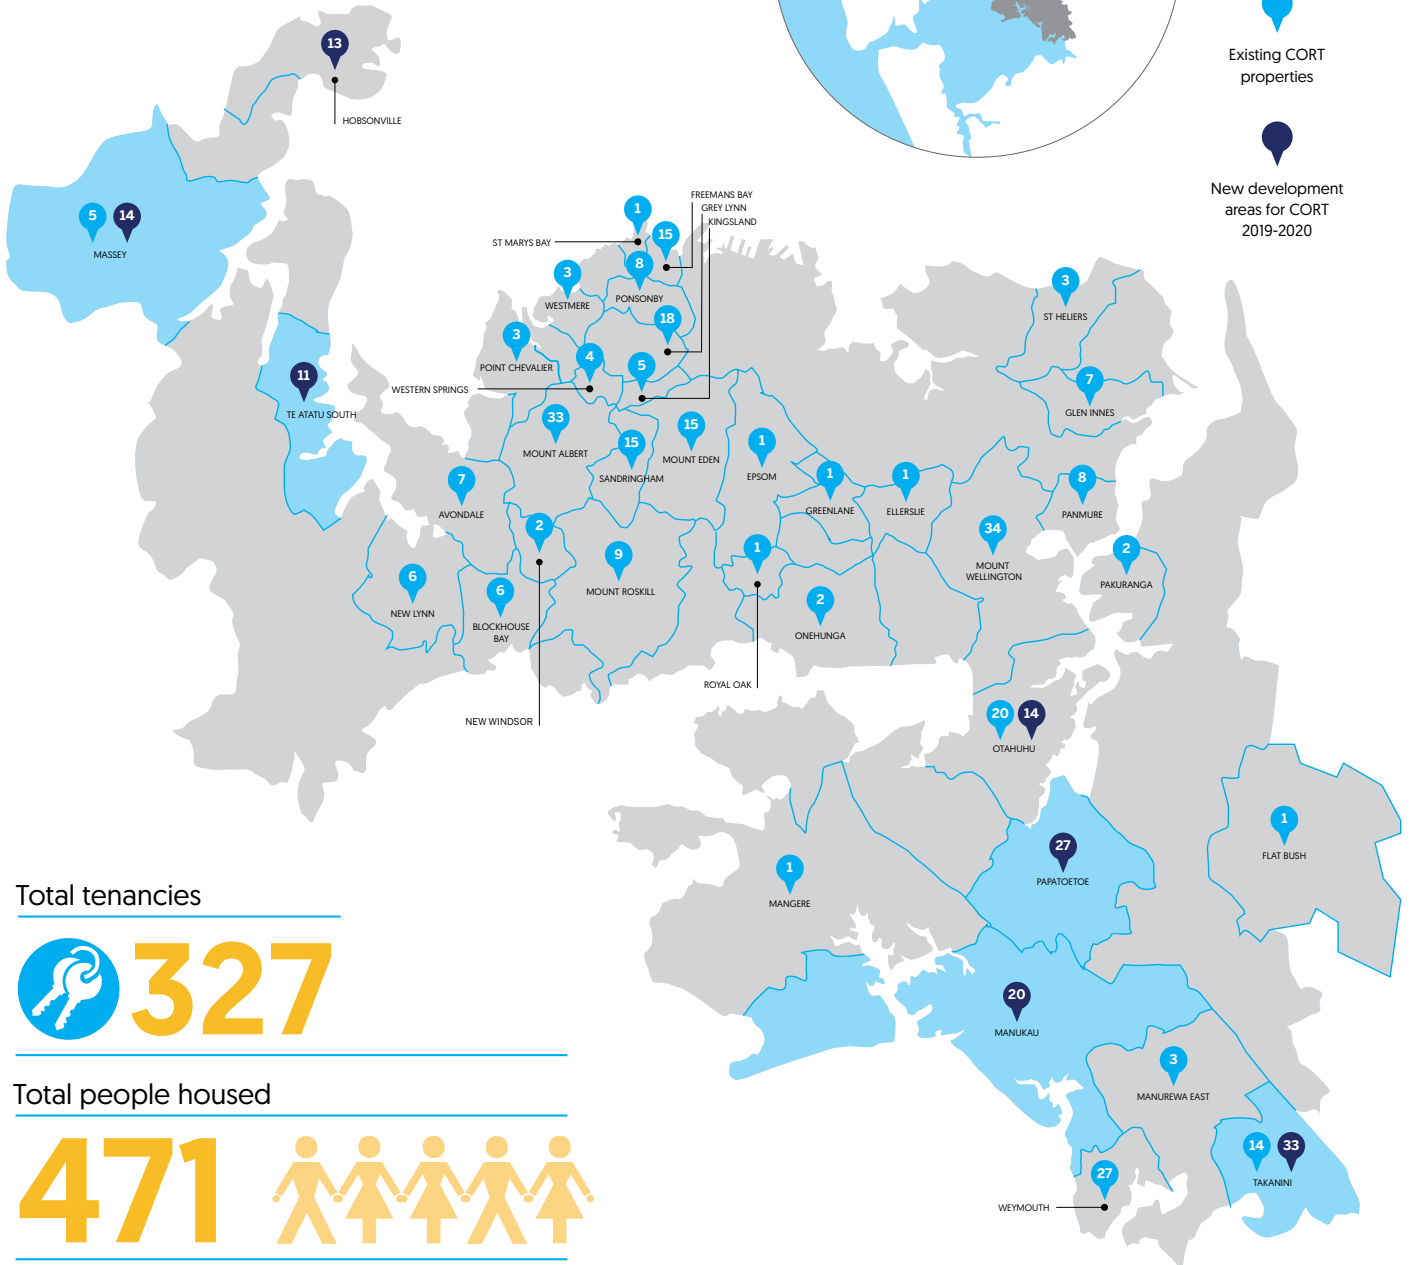 Existing CORT
properties
New development
areas for CORT
2019-2020
13
HOBSONVILLE
5
14
MASSEY
11
TE ATATU SOUTH
1
ST MARYS BAY
15
FREEMANS BAY
GREY LYNN
KINGSLAND
8
PONSONBY
3
WESTMERE
18
3
POINT CHEVALIER
4
WESTERN SPRINGS
5
3
ST HELIERS
7
GLEN INNES
33
MOUNT ALBERT
15
SANDRINGHAM
15
MOUNT EDEN
1
EPSOM
1
GREENLANE
1
ELLERSLIE
8
PANMURE
7
AVONDALE
2
NEW WINDSOR
9
MOUNT ROSKILL
1
ROYAL OAK
34
MOUNT
WELLINGTON
2
PAKURANGA
6
NEW LYNN
6
BLOCKHOUSE
BAY
2
ONEHUNGA
20
14
OTAHUHU
27
PAPATOETOE
1
FLAT BUSH
1
MANGERE
20
MANUKAU
3
MANUREWA EAST
14
33
TAKANINI
27
WEYMOUTH
Total tenancies
327
Total people housed
471